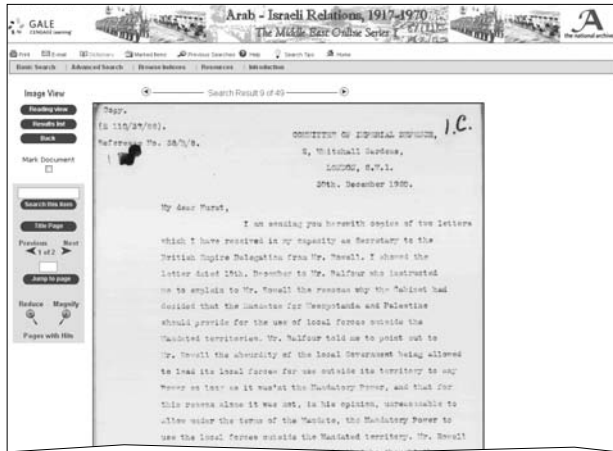 GALE
CENGAGE Learning
Arab - Israeli Relations, 1917-1970
The Middle East Online Series I
A
the national archives
Print E-mail Dictionary Marked Items Previous Searches Help Search Tips Home
Basic Search | Advanced Search | Browse Indexes | Resources | Introduction
Image View
Reading view
Results list
Back
Mark Document
Search this item
Title Page
Previous Next
1 of 2
Jump to page
Reduce Magnify
Pages with Hits
Search Result 9 of 49
Copy.
Reference No.
I.C.
COMMITTEE OF IMPERIAL DEFENCE,
2, Whitehall Gardens,
LONDON, S.W.1.
December 1920.
My dear Hurst,
I am sending you herewith copies of two letters
which I have received in my capacity as Secretary to the
British Empire Delegation from Mr. Rowell. I showed the
letter dated 18th. December to Mr. Balfour who instructed
me to explain to Mr. Rowell the reasons why the Cabinet had
decided that the Mandates for Mesopotamia and Palestine
should provide for the use of local forces outside the
Mandated territories. Mr. Balfour told me to point out to
Mr. Rowell the absurdity of the local Government being allowed
to lend its local forces for use outside its territory to any
Power so long as it was'nt the Mandatory Power, and that for
this reason alone it was not, in his opinion, unreasonable to
allow under the terms of the Mandate, the Mandatory Power to
use the local forces outside the Mandated territory. Mr. Rowell